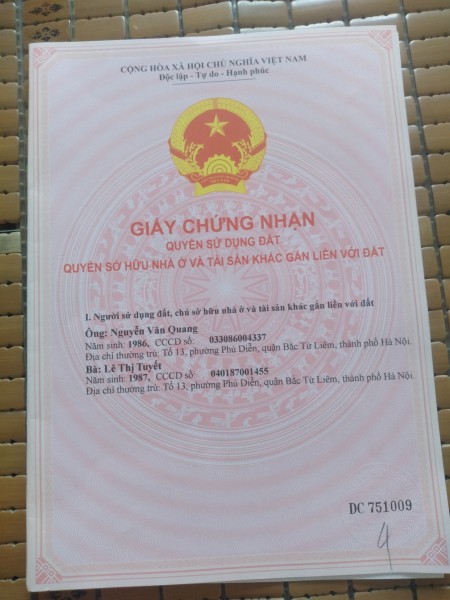 CỘNG HÒA XÃ HỘI CHỦ NGHĨA VIỆT NAM
Độc lập - Tự do - Hạnh phúc
GIẤY CHỨNG NHẬN
QUYỀN SỬ DỤNG ĐẤT
QUYỀN SỞ HỮU NHÀ Ở VÀ TÀI SẢN KHÁC GẮN LIỀN VỚI ĐẤT
I. Người sử dụng đất, chủ sở hữu nhà ở và tài sản khác gắn liền với đất
Ông: Nguyễn Văn Quang
Năm sinh: 1986, CCCD số: 033086004337
Địa chỉ thường trú: Tổ 13, phường Phú Diễn, quận Bắc Từ Liêm, thành phố Hà Nội.
Bà: Lê Thị Tuyết
Năm sinh: 1987, CCCD số: 040187001455
Địa chỉ thường trú: Tổ 13, phường Phú Diễn, quận Bắc Từ Liêm, thành phố Hà Nội.
DC 751009
4